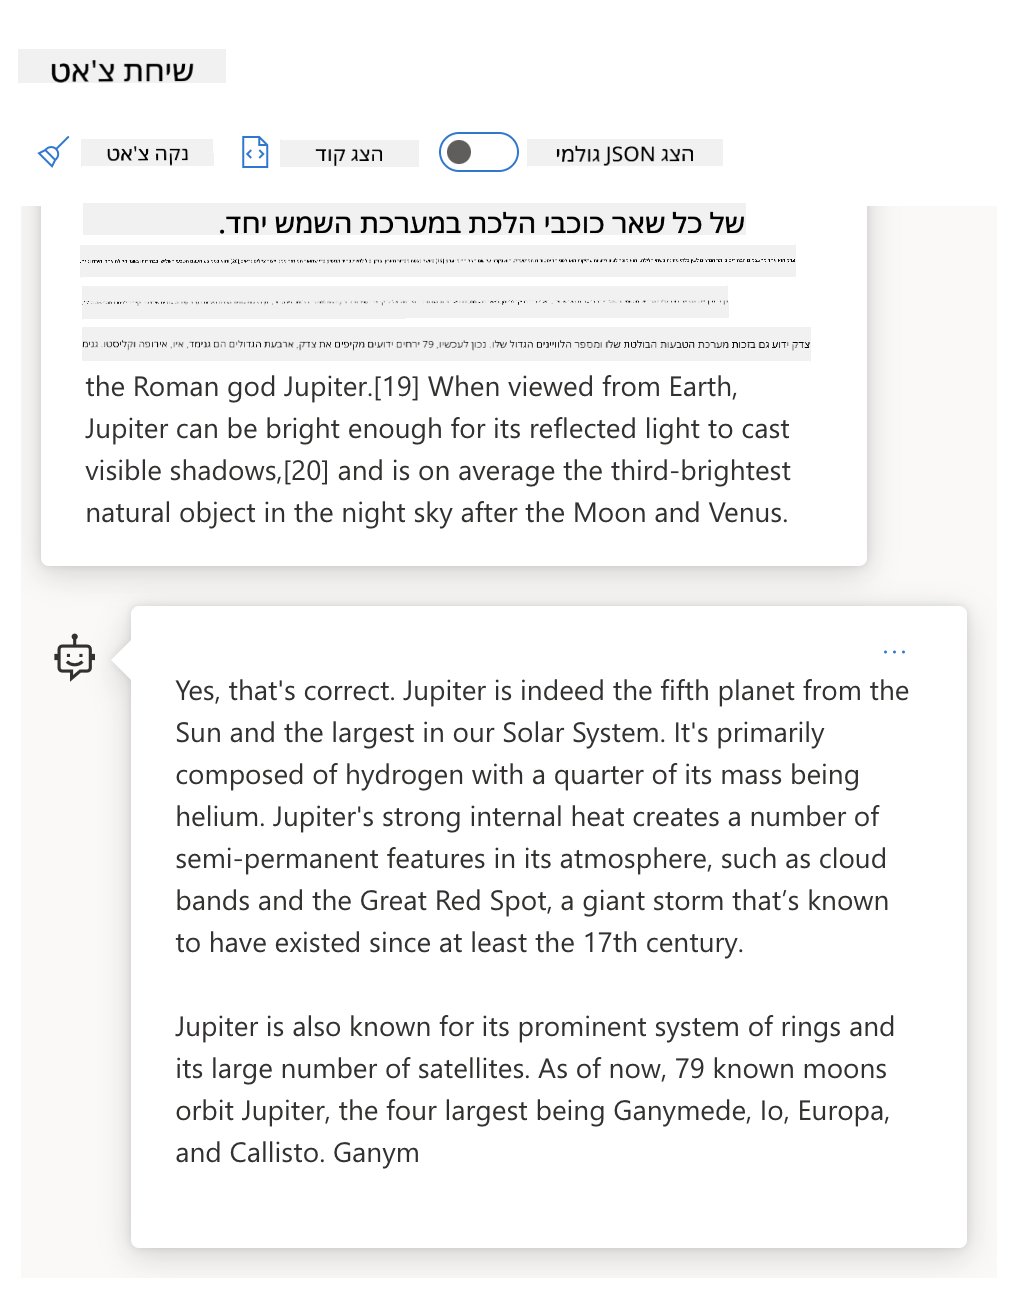 שיחת צ'אט
נקה צ'אט
הצג קוד
הצג JSON גולמי
של כל שאר כוכבי הלכת במערכת השמש יחד.
צדק ידוע גם בזכות מערכת הטבעות הבולטת שלו ומספר הלוויינים הגדול שלו. נכון לעכשיו, 79 ירחים ידועים מקיפים את צדק, ארבעת הגדולים הם גנימד, איו, אירופה וקליסטו. גנימ
the Roman god Jupiter.[19] When viewed from Earth,
Jupiter can be bright enough for its reflected light to cast
visible shadows,[20] and is on average the third-brightest
natural object in the night sky after the Moon and Venus.
Yes, that's correct. Jupiter is indeed the fifth planet from the
Sun and the largest in our Solar System. It's primarily
composed of hydrogen with a quarter of its mass being
helium. Jupiter's strong internal heat creates a number of
semi-permanent features in its atmosphere, such as cloud
bands and the Great Red Spot, a giant storm that’s known
to have existed since at least the 17th century.
Jupiter is also known for its prominent system of rings and
its large number of satellites. As of now, 79 known moons
orbit Jupiter, the four largest being Ganymede, Io, Europa,
and Callisto. Ganym